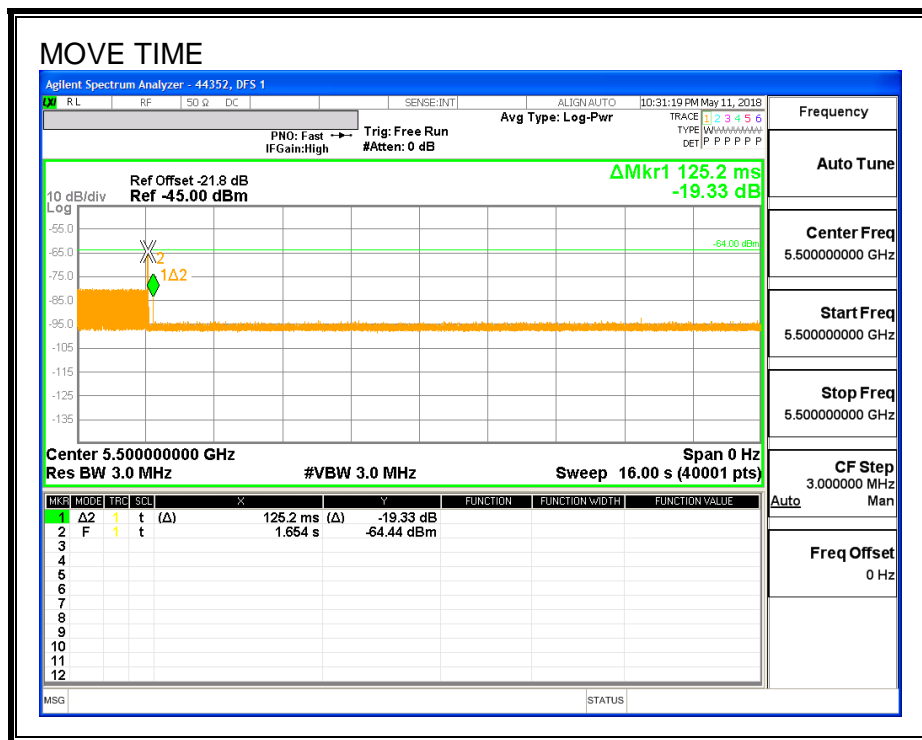 MOVE TIME
Agilent Spectrum Analyzer - 44352, DFS 1
LXI RL RF 50 Ω DC SENSE:INT ALIGN AUTO 10:31:19 PM May 11, 2018
Avg Type: Log-Pwr TRACE 1 2 3 4 5 6
PNO: Fast Trig: Free Run TYPE
IFGain:High #Atten: 0 dB DET P P P P P P
Ref Offset -21.8 dB ΔMkr1 125.2 ms
10 dB/div Ref -45.00 dBm -19.33 dB
Log
-55.0
-64.00 dBm
-65.0
2
-75.0
1Δ2
-85.0
-95.0
-105
-115
-125
-135
Center 5.500000000 GHz Span 0 Hz
Res BW 3.0 MHz #VBW 3.0 MHz Sweep 16.00 s (40001 pts)
MKR MODE TRC SCL X Y FUNCTION FUNCTION WIDTH FUNCTION VALUE
1 Δ2 1 t (Δ) 125.2 ms (Δ) -19.33 dB
2 F 1 t 1.654 s -64.44 dBm
3
4
5
6
7
8
9
10
11
12
MSG STATUS
Frequency
Auto Tune
Center Freq
5.500000000 GHz
Start Freq
5.500000000 GHz
Stop Freq
5.500000000 GHz
CF Step
3.000000 MHz
Auto Man
Freq Offset
0 Hz